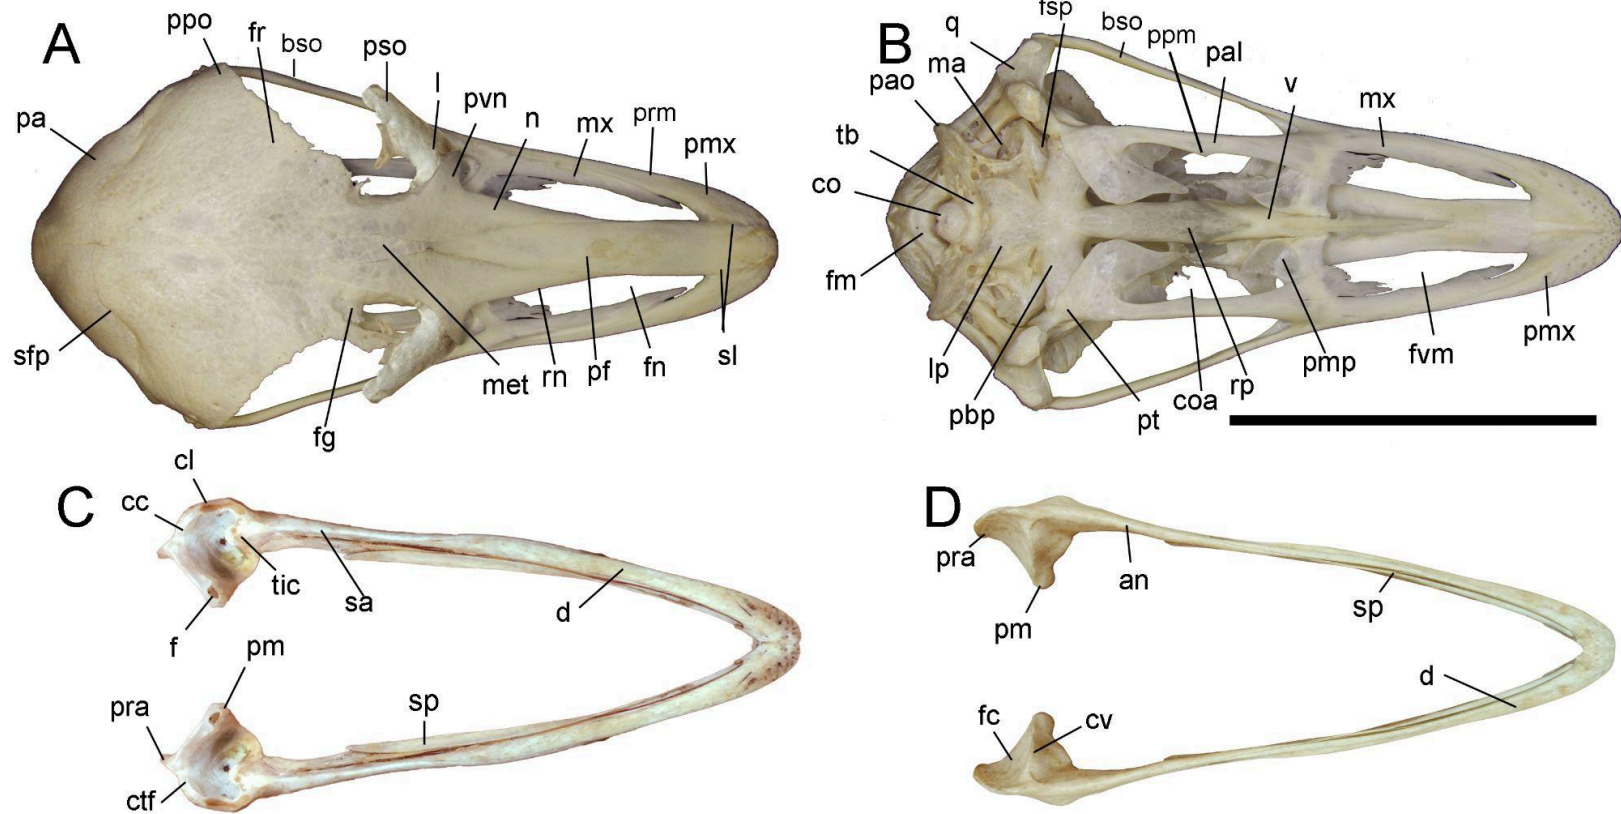 A
ppo
fr
bso
pso
l
pvn
n
mx
prm
pmx
pa
sfp
fg
met
rn
pf
fn
sl
B
q
fsp
bso
ppm
pal
v
mx
ma
pao
tb
co
fm
lp
pbp
pt
coa
rp
pmp
fvm
pmx
C
cl
cc
tic
sa
d
f
pm
pra
sp
ctf
D
pra
an
pm
sp
d
fc
cv